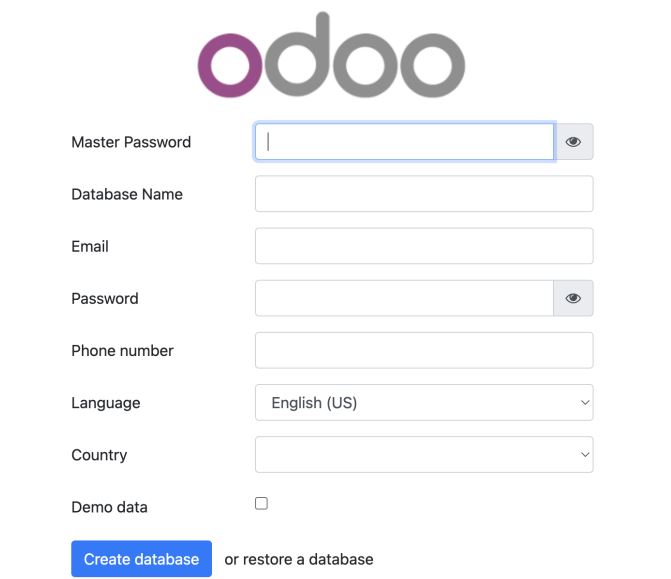 odoo
Master Password
Database Name
Email
Password
Phone number
Language English (US)
Country
Demo data
Create database or restore a database